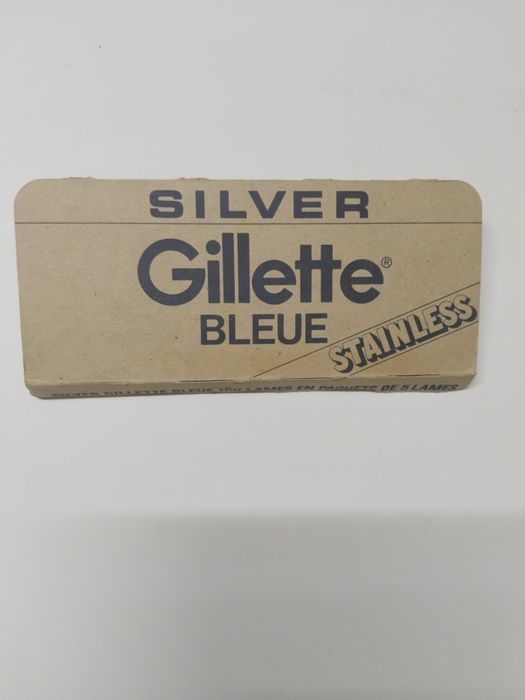 SILVER
Gillette®
BLEUE
STAINLESS
SILVER GILLETTE BLEUE 100 LAMES EN PAQUETS DE 5 LAMES